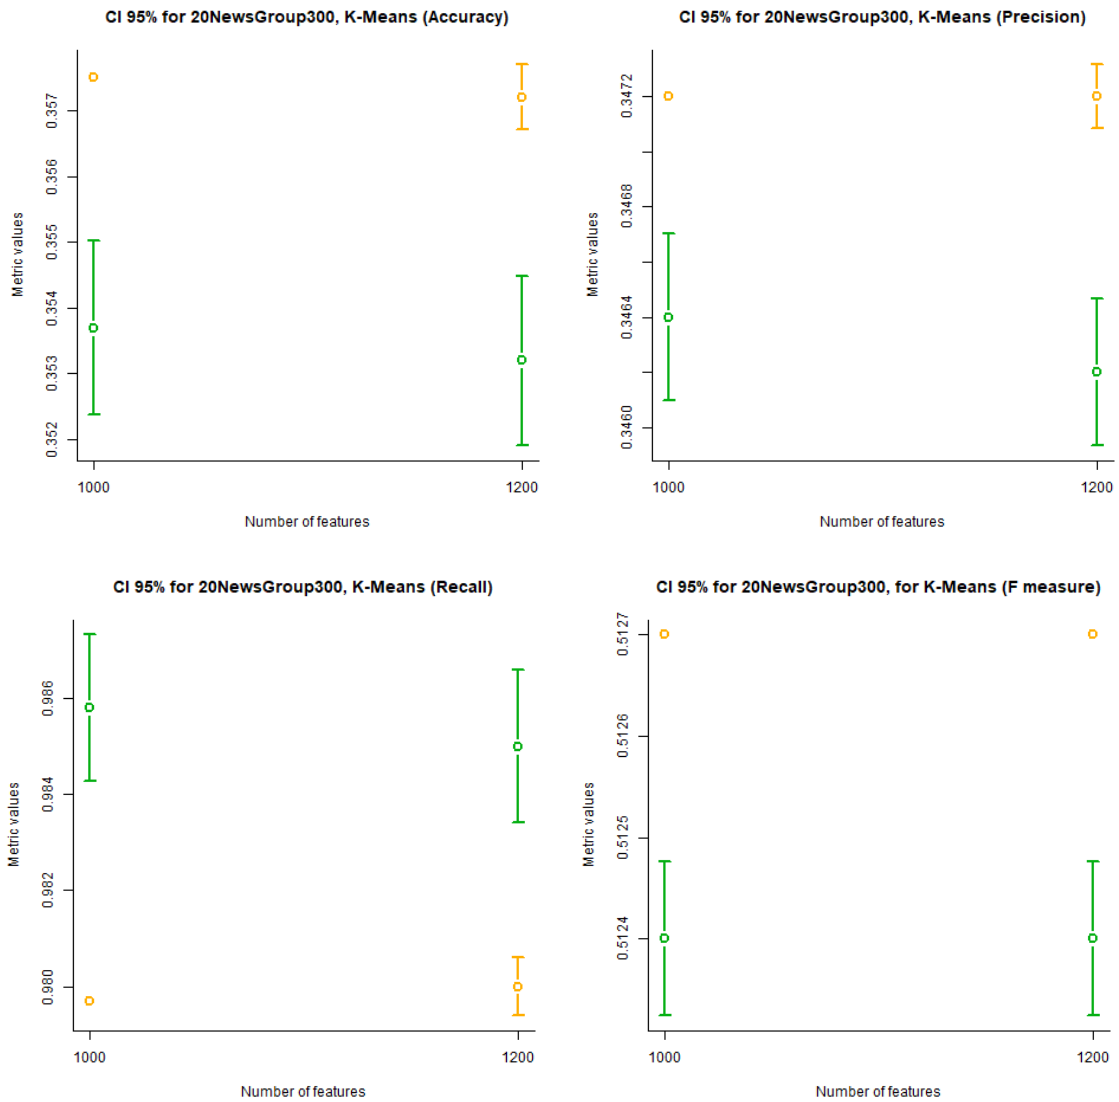 CI 95% for 20NewsGroup300, K-Means (Accuracy)
Metric values
0.357
0.356
0.355
0.354
0.353
0.352
1000
1200
Number of features
CI 95% for 20NewsGroup300, K-Means (Precision)
Metric values
0.3472
0.3468
0.3464
0.3460
1000
1200
Number of features
CI 95% for 20NewsGroup300, K-Means (Recall)
Metric values
0.986
0.984
0.982
0.980
1000
1200
Number of features
CI 95% for 20NewsGroup300, for K-Means (F measure)
Metric values
0.5127
0.5126
0.5125
0.5124
1000
1200
Number of features